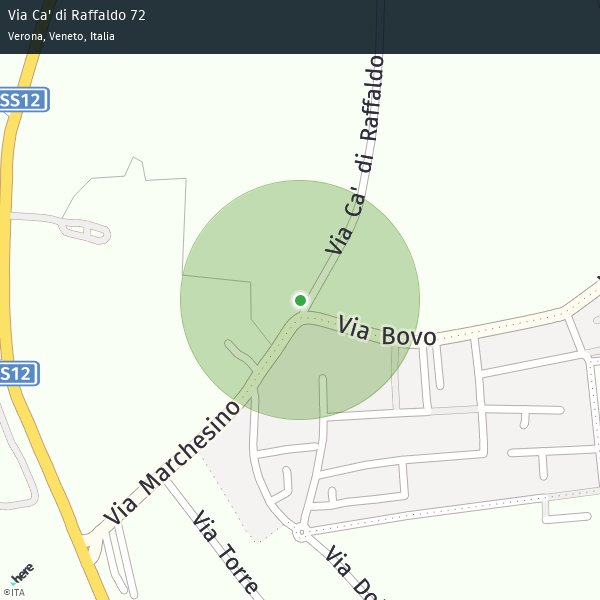 Via Ca' di Raffaldo 72
Verona, Veneto, Italia
SS12
Via Ca' di Raffaldo
Via Bovo
SS12
Via Marchesino
Via Torre
Via Do
here
©ITA